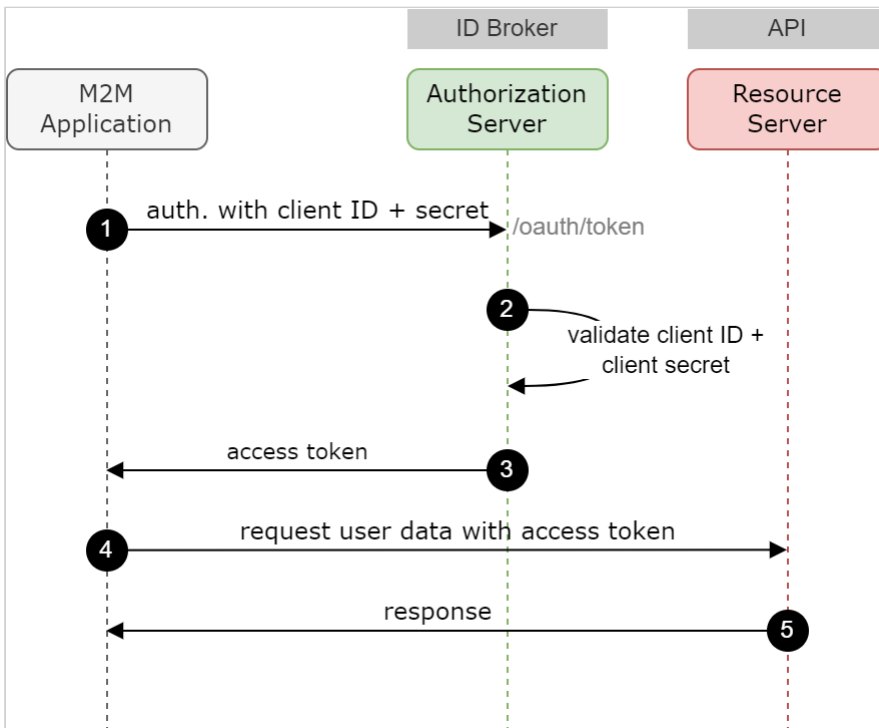 ID Broker
API
M2M
Application
Authorization
Server
Resource
Server
1
auth. with client ID + secret
/oauth/token
2
validate client ID +
client secret
access token
3
4
request user data with access token
response
5